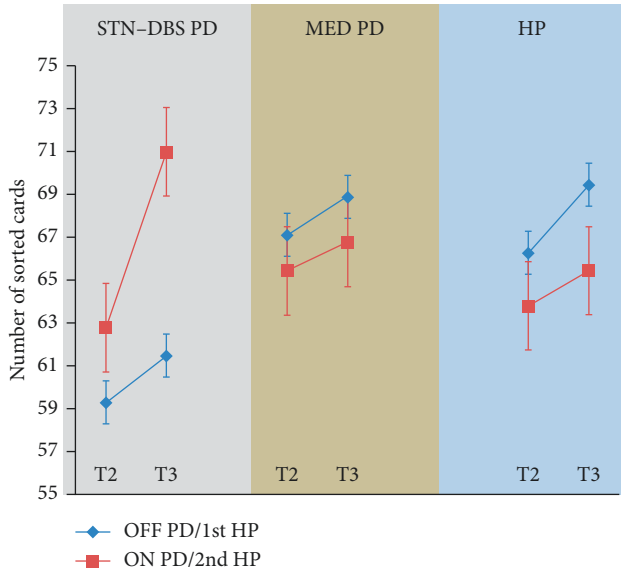 STN–DBS PD MED PD HP
75
73
71
69
67
65
63
61
59
57
55
Number of sorted cards
T2 T3 T2 T3 T2 T3
OFF PD/1st HP
ON PD/2nd HP